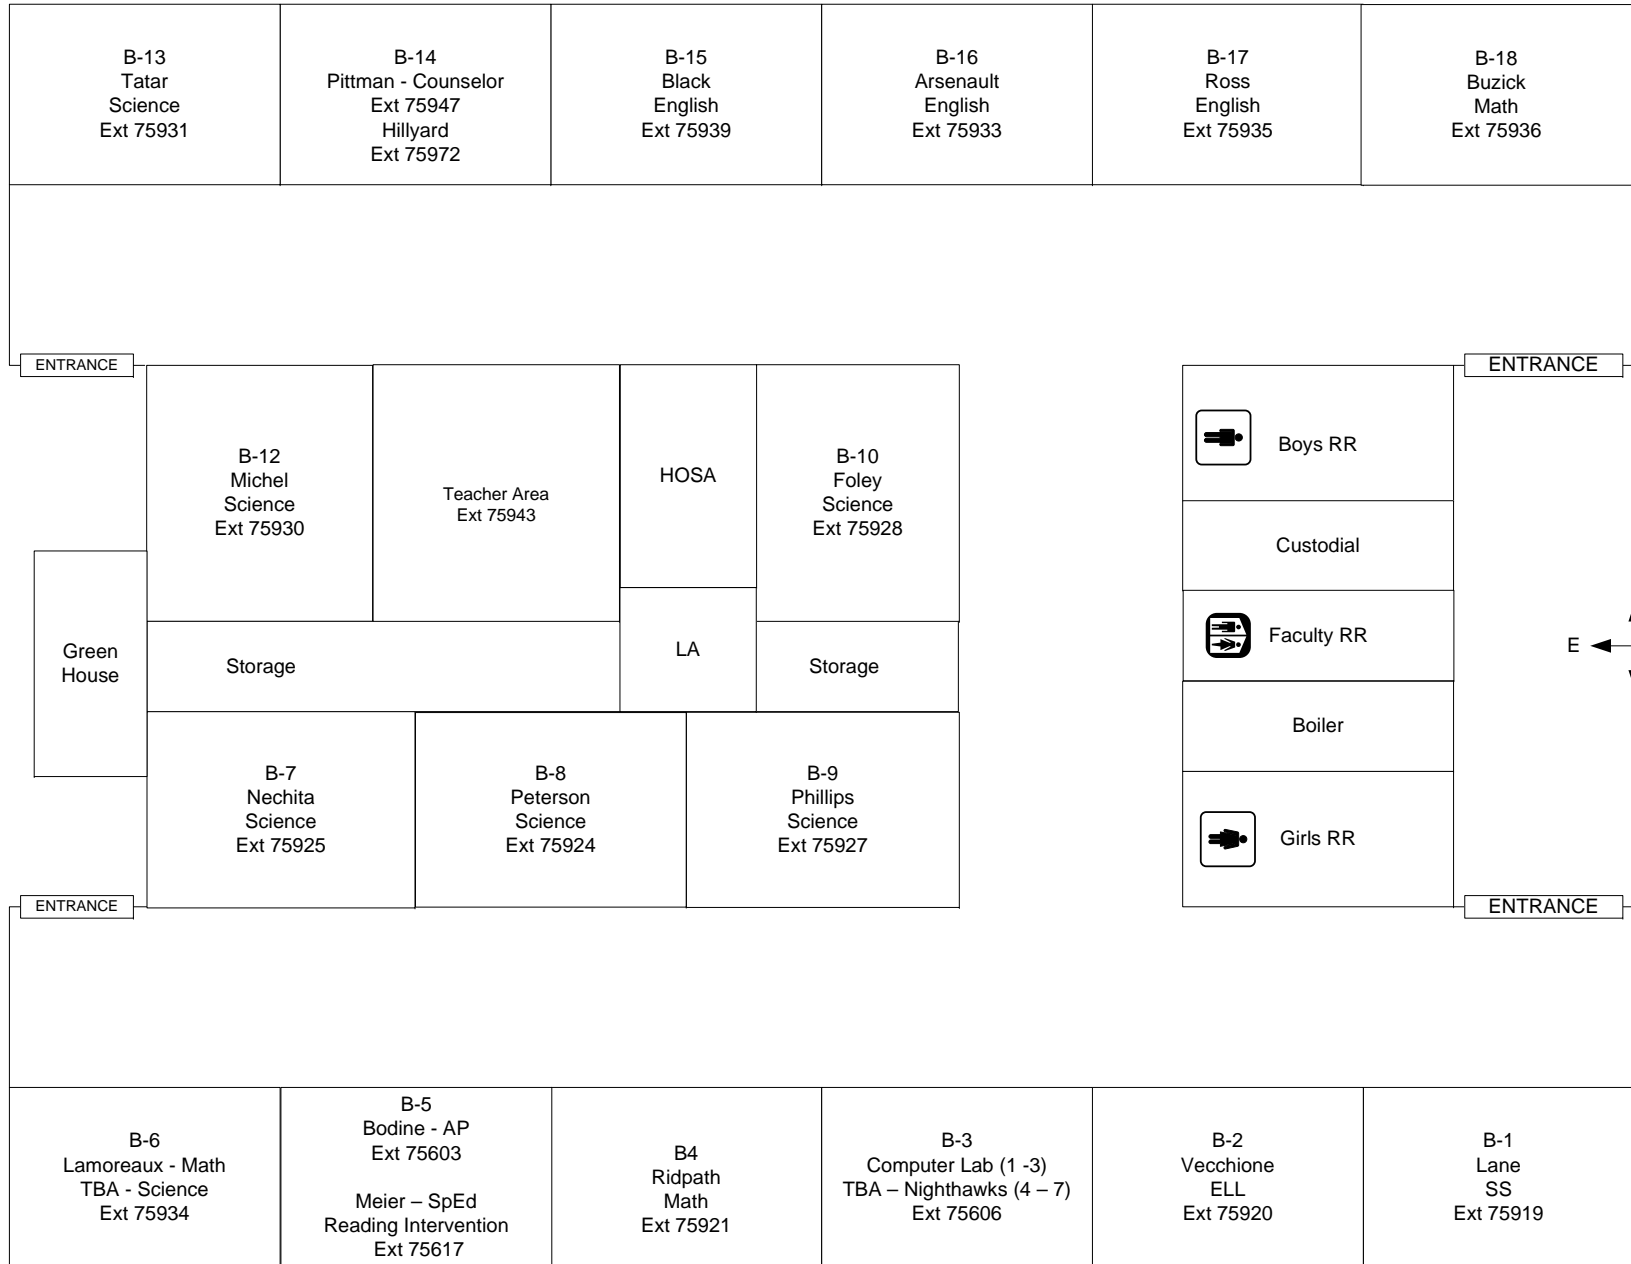 B-13
Tatar
Science
Ext 75931
B-14
Pittman - Counselor
Ext 75947
Hillyard
Ext 75972
B-15
Black
English
Ext 75939
B-16
Arsenault
English
Ext 75933
B-17
Ross
English
Ext 75935
B-18
Buzick
Math
Ext 75936
ENTRANCE
ENTRANCE
B-12
Michel
Science
Ext 75930
Teacher Area
Ext 75943
HOSA
B-10
Foley
Science
Ext 75928
Boys RR
Custodial
Green
House
Storage
LA
Storage
Faculty RR
E
Boiler
B-7
Nechita
Science
Ext 75925
B-8
Peterson
Science
Ext 75924
B-9
Phillips
Science
Ext 75927
Girls RR
ENTRANCE
ENTRANCE
B-6
Lamoreaux - Math
TBA - Science
Ext 75934
B-5
Bodine - AP
Ext 75603
Meier – SpEd
Reading Intervention
Ext 75617
B4
Ridpath
Math
Ext 75921
B-3
Computer Lab (1 -3)
TBA – Nighthawks (4 – 7)
Ext 75606
B-2
Vecchione
ELL
Ext 75920
B-1
Lane
SS
Ext 75919